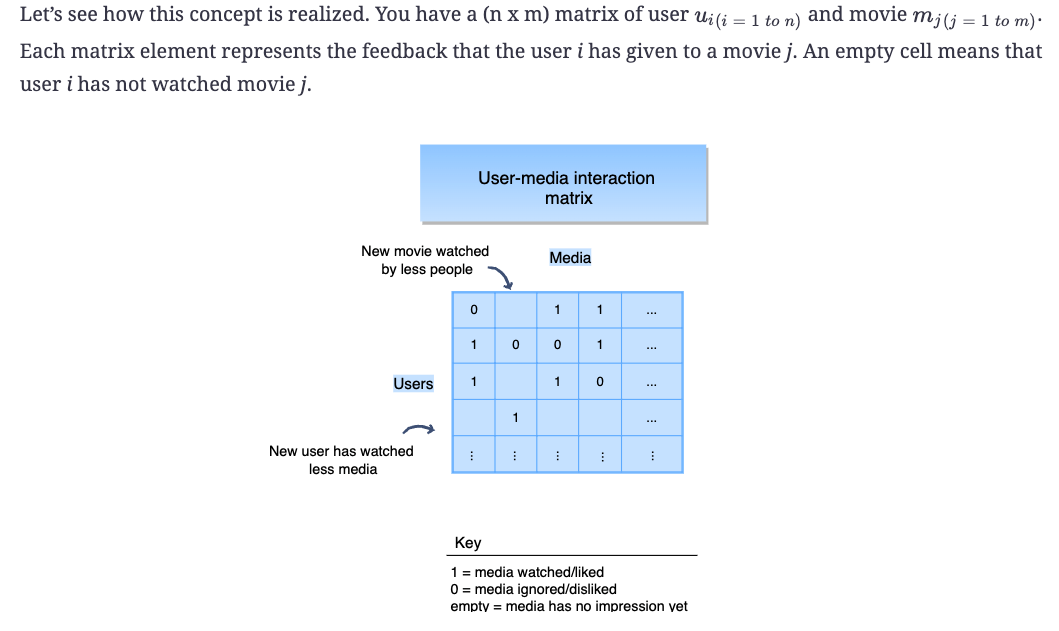 Let's see how this concept is realized. You have a (n x m) matrix of user u_{i(i = 1 to n)} and movie m_{j(j = 1 to m)}.
Each matrix element represents the feedback that the user i has given to a movie j. An empty cell means that
user i has not watched movie j.
User-media interaction
matrix
New movie watched
by less people
Media
0 1 1 ...
1 0 0 1 ...
Users
1 1 0 ...
1 ...
New user has watched
less media
⋮ ⋮ ⋮ ⋮ ⋮
Key
1 = media watched/liked
0 = media ignored/disliked
empty = media has no impression yet